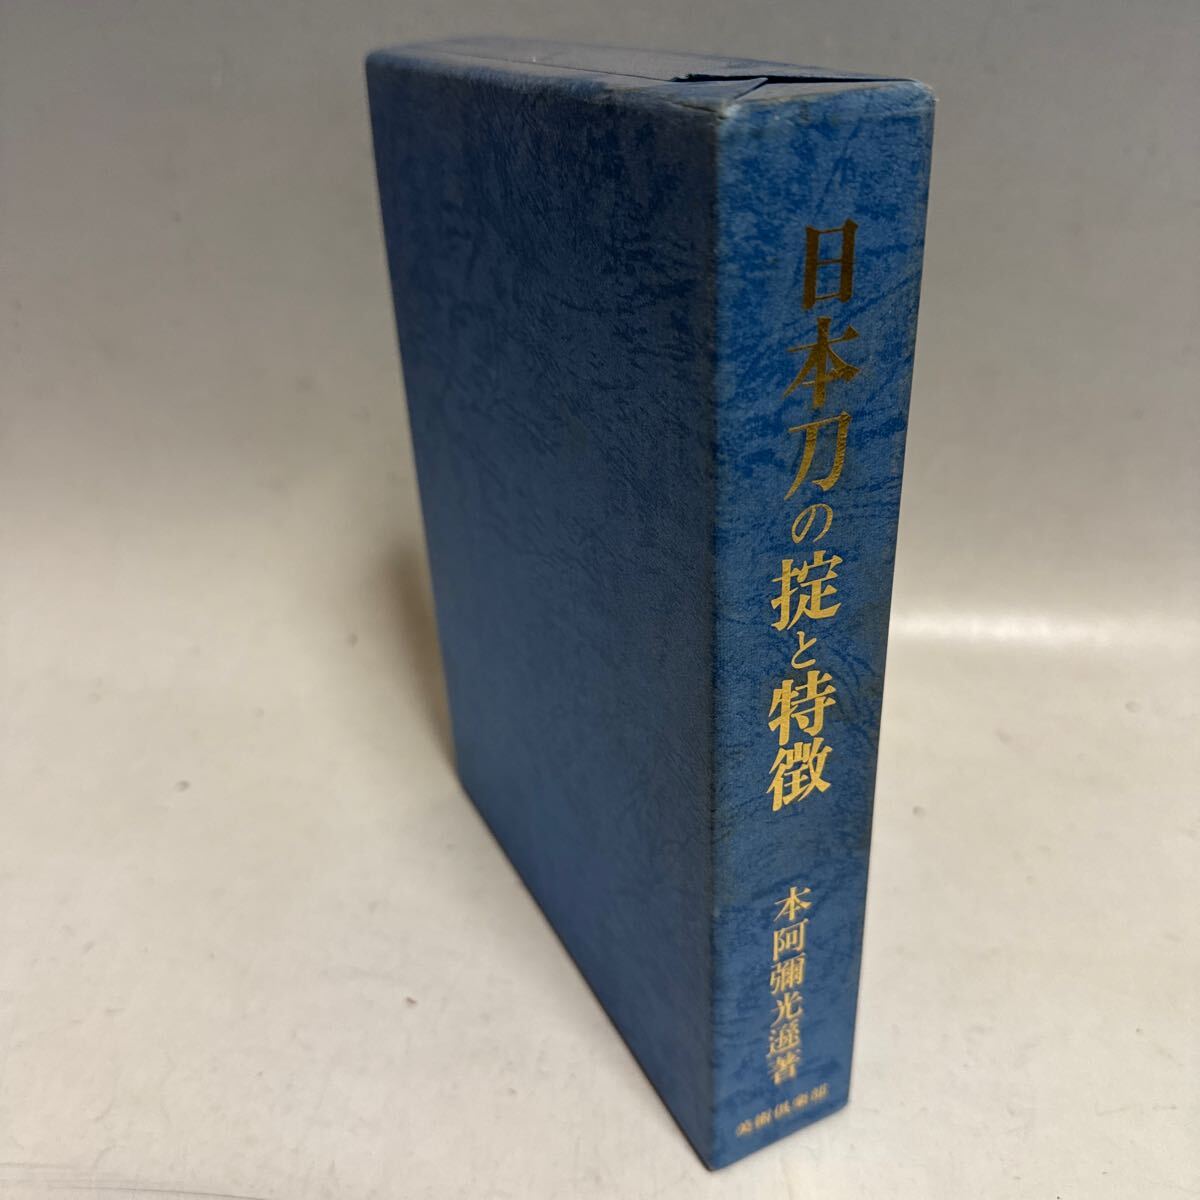 日本刀の掟と特徴
本阿彌光遜著
美術倶楽部